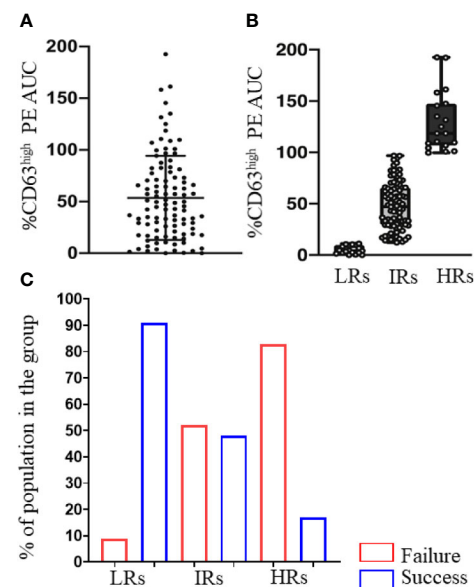 A
%CD63high PE AUC
200
150
100
50
0
B
%CD63high PE AUC
200
150
100
50
0
LRs IRs HRs
C
% of population in the group
100
90
80
70
60
50
40
30
20
10
0
LRs IRs HRs
Failure
Success